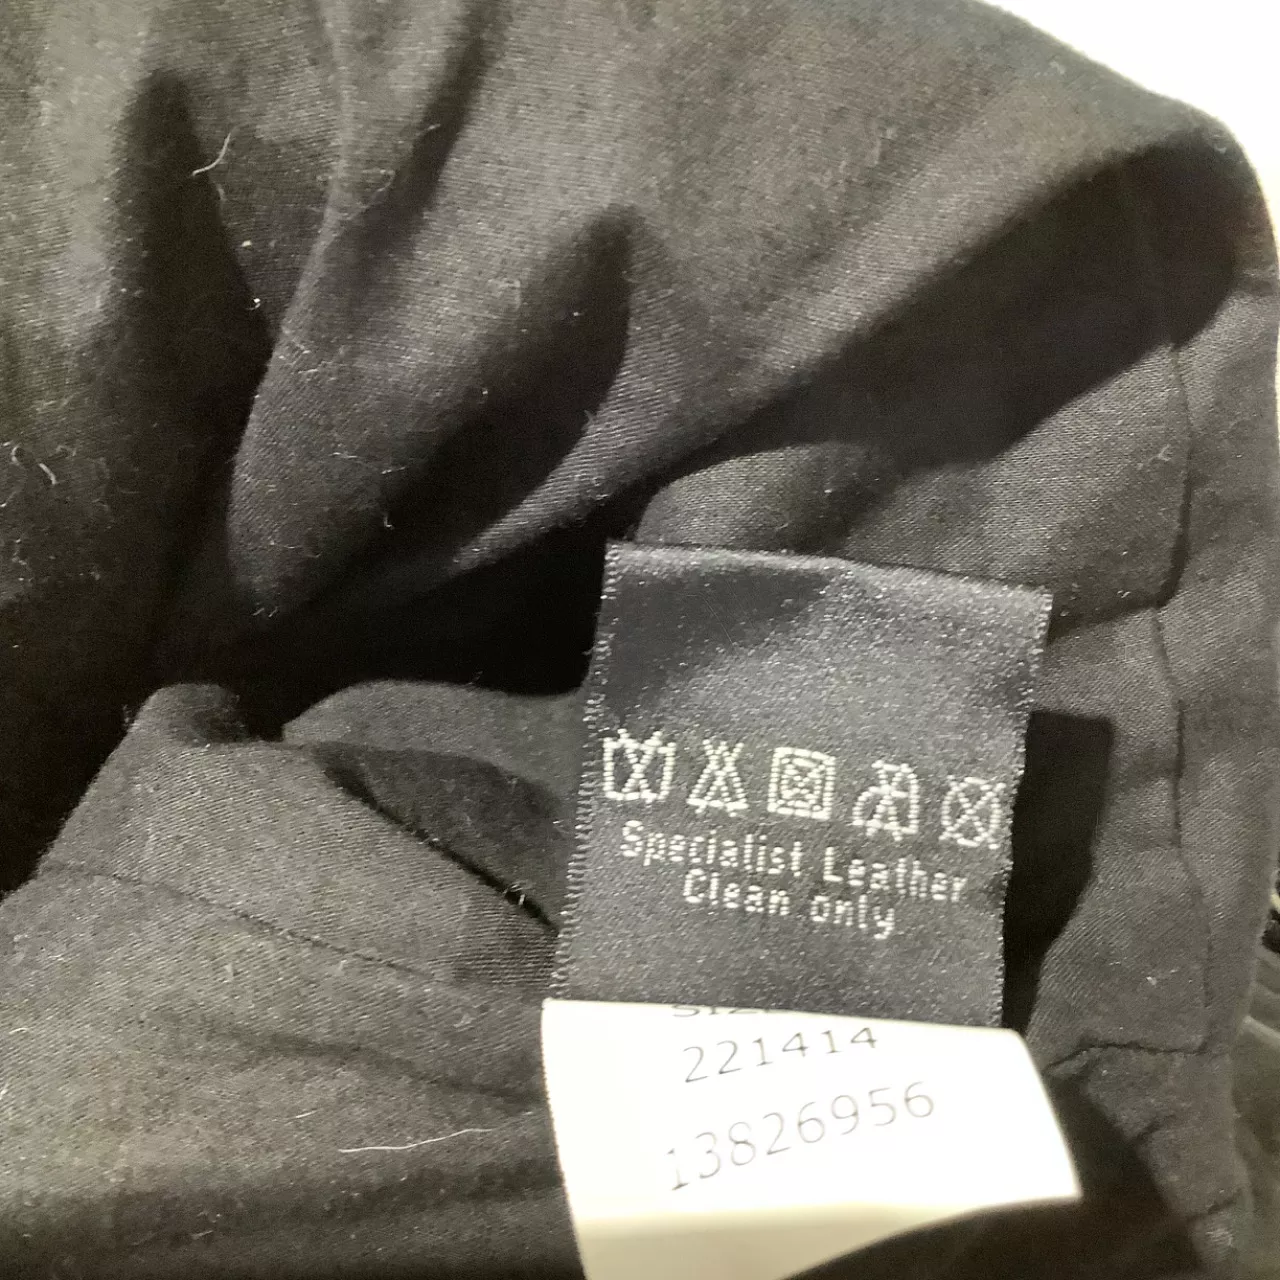 Specialist Leather
Clean only
221414
13826956